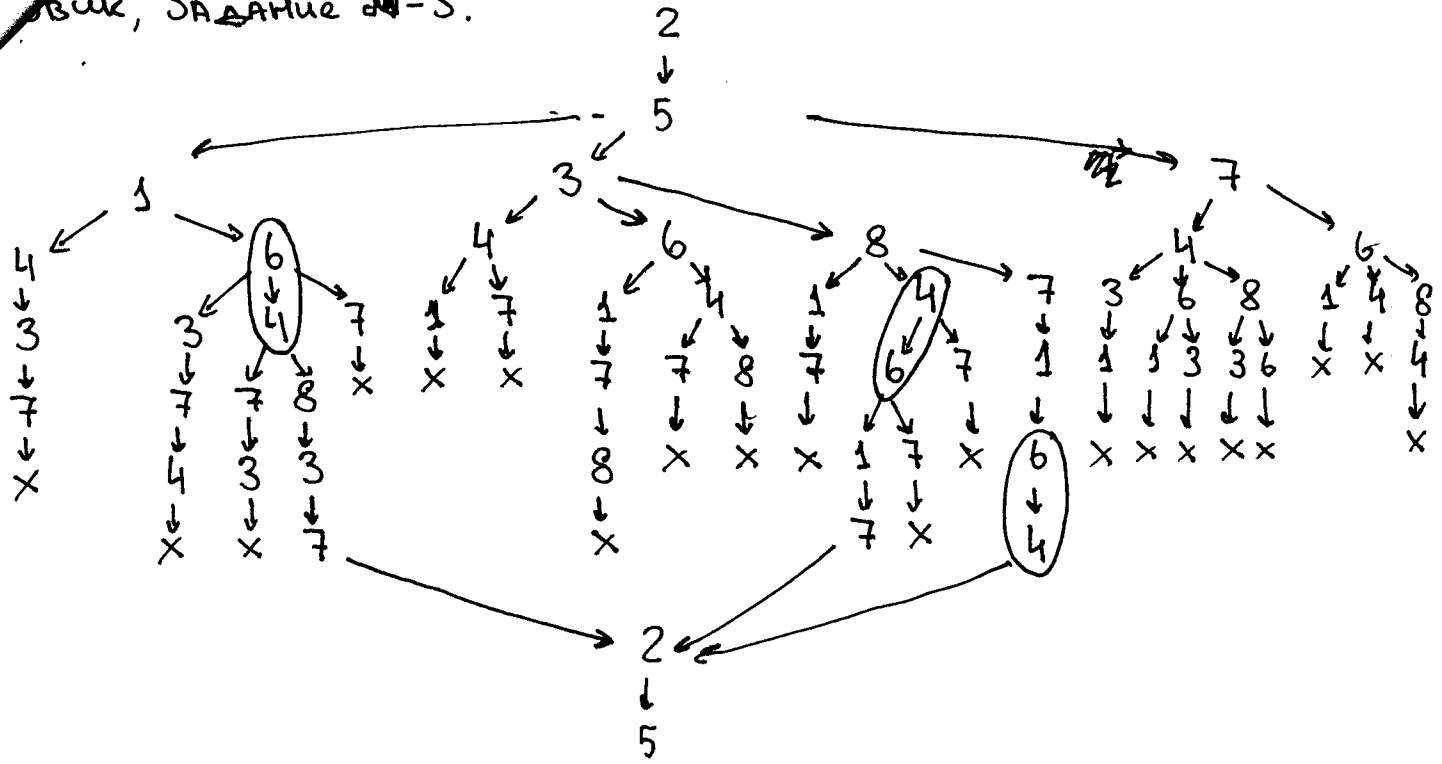 ЗАДАНИЕ
2
5
1 3 7
4 6 4 6 8 4 6
3 3 4 7 1 7 1 4 1 4 7 3 6 8 1 4 8
x x x x
7 7 7 8 7 7 8 7 6 7 1 1 1 3 3 6 x x 4
x x x x x x x x x x x
x 4 3 3 8 1 7 6
x x 7 x 7 x 4
2
5